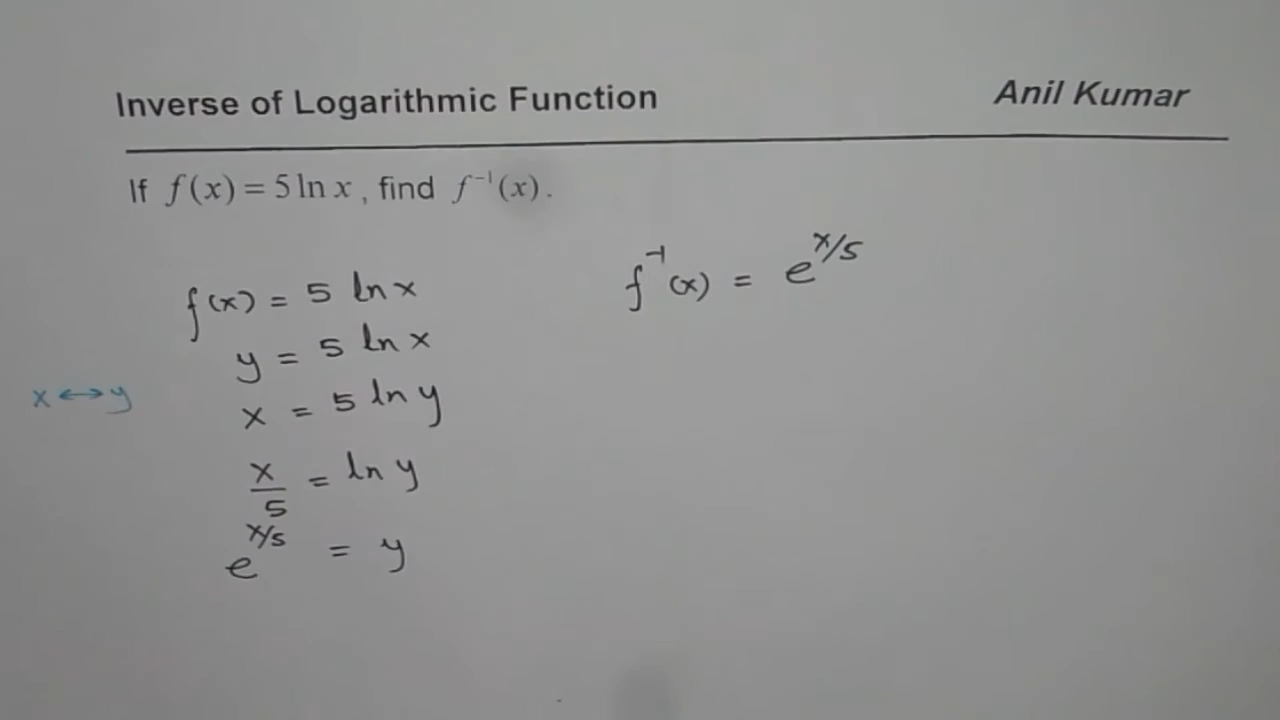 Inverse of Logarithmic Function
Anil Kumar
If f(x) = 5 ln x , find f⁻¹(x).
f(x) = 5 ln x
y = 5 ln x
x ↔ y
x = 5 ln y
x/5 = ln y
e^(x/5) = y
f⁻¹(x) = e^(x/5)